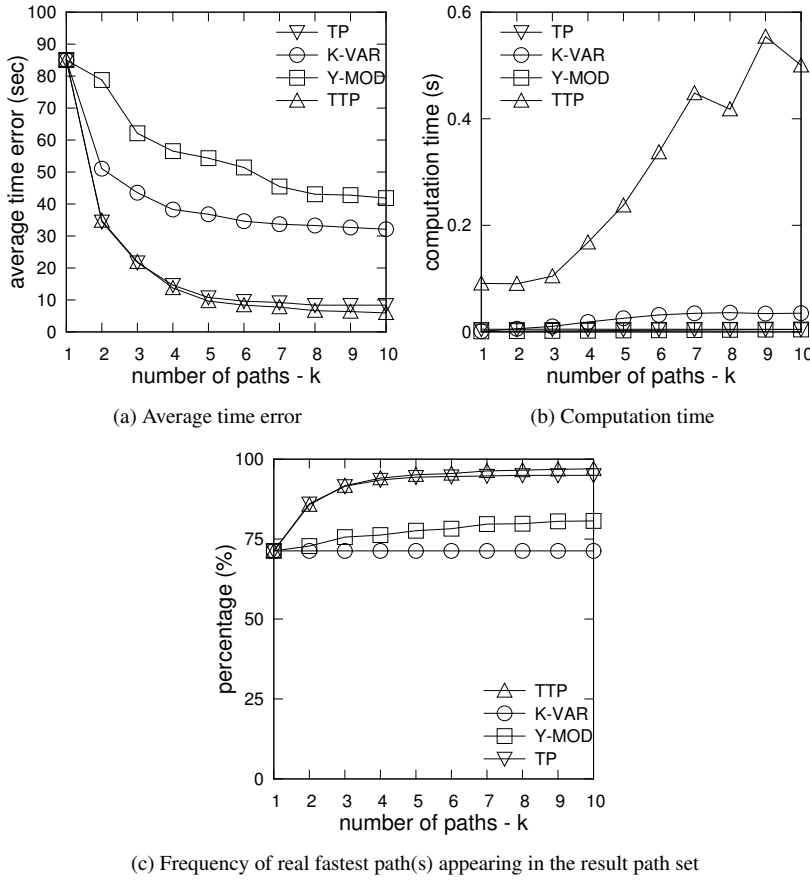 100
90
80
70
60
50
40
30
20
10
0
average time error (sec)
TP
K-VAR
Y-MOD
TTP
1 2 3 4 5 6 7 8 9 10
number of paths - k
(a) Average time error
0.6
0.4
0.2
0
computation time (s)
TP
K-VAR
Y-MOD
TTP
1 2 3 4 5 6 7 8 9 10
number of paths - k
(b) Computation time
100
75
50
25
0
percentage (%)
TTP
K-VAR
Y-MOD
TP
1 2 3 4 5 6 7 8 9 10
number of paths - k
(c) Frequency of real fastest path(s) appearing in the result path set